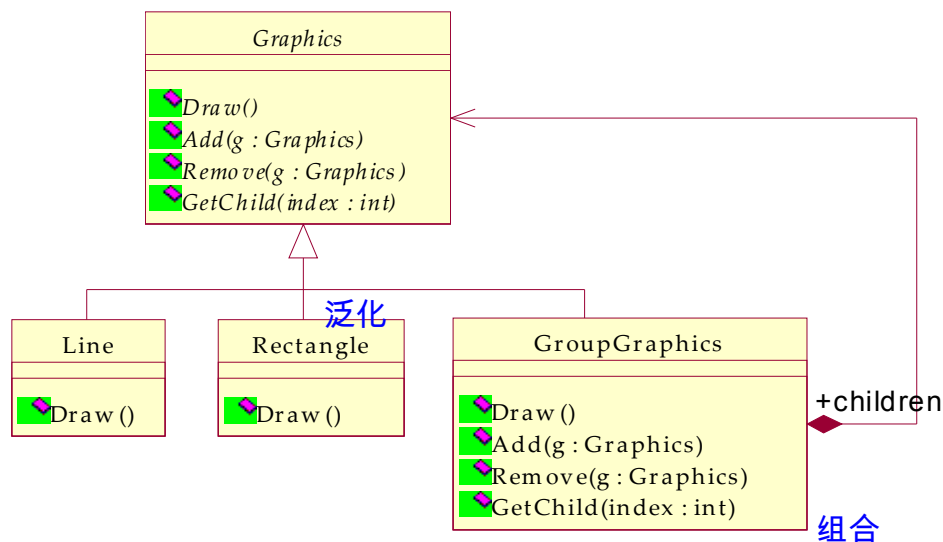 Graphics
Draw()
Add(g : Graphics)
Remove(g : Graphics)
GetChild(index : int)
泛化
Line
Draw()
Rectangle
Draw()
GroupGraphics
Draw()
Add(g : Graphics)
Remove(g : Graphics)
GetChild(index : int)
+children
组合